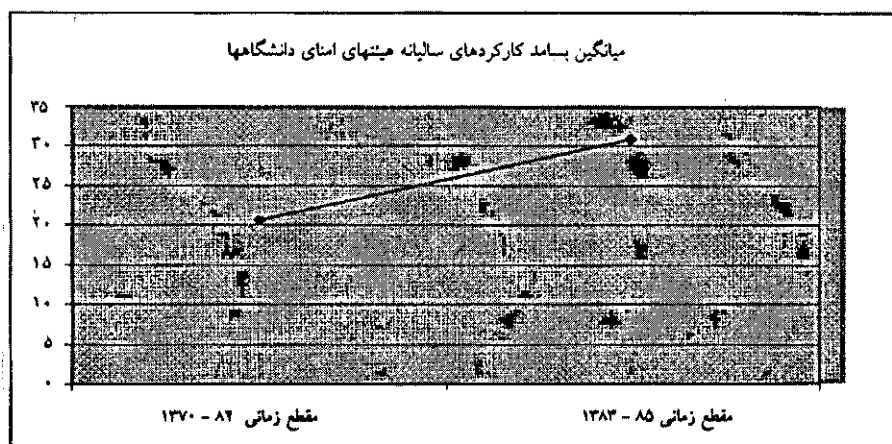 میانگین بسامد کارکردهای سالیانه هیئتهای امنای دانشگاهها
۳۵
۳۰
۲۵
۲۰
۱۵
۱۰
۵
۰
مقطع زمانی ۸۲ - ۱۳۷۰
مقطع زمانی ۸۵ - ۱۳۸۳